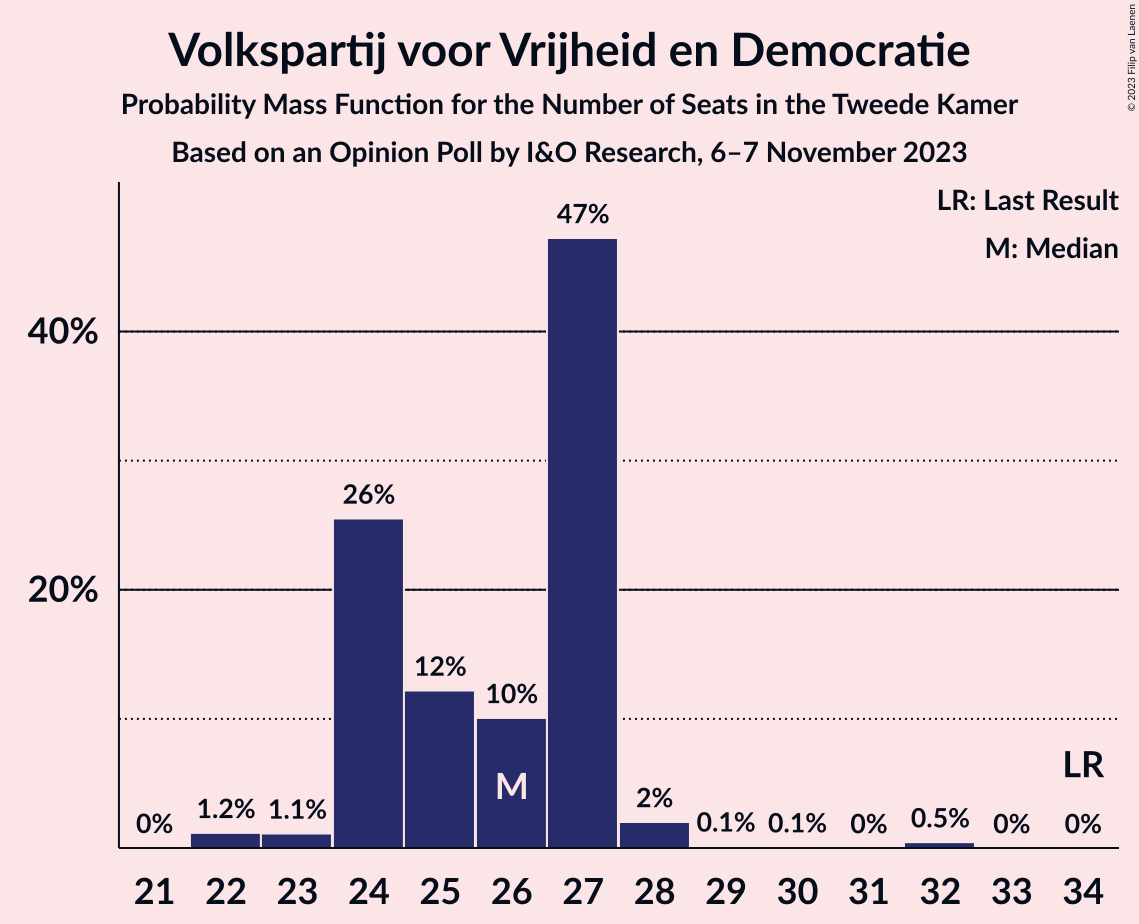 Volkspartij voor Vrijheid en Democratie
Probability Mass Function for the Number of Seats in the Tweede Kamer
Based on an Opinion Poll by I&O Research, 6–7 November 2023
© 2023 Filip van Laenen
LR: Last Result
M: Median
40%
20%
0%
1.2%
1.1%
26%
12%
10%
47%
2%
0.1%
0.1%
0%
0.5%
0%
0%
M
LR
21 22 23 24 25 26 27 28 29 30 31 32 33 34